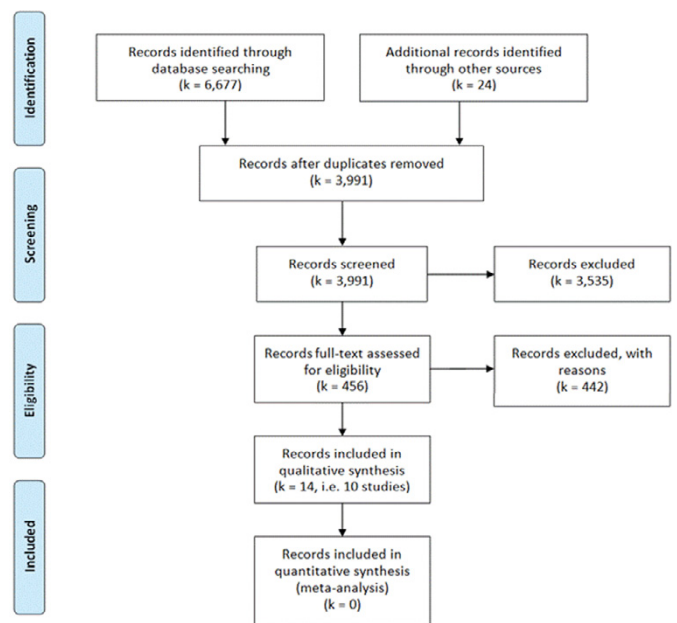 Identification
Records identified through
database searching
(k = 6,677)
Additional records identified
through other sources
(k = 24)
Records after duplicates removed
(k = 3,991)
Screening
Records screened
(k = 3,991)
Records excluded
(k = 3,535)
Eligibility
Records full-text assessed
for eligibility
(k = 456)
Records excluded, with
reasons
(k = 442)
Records included in
qualitative synthesis
(k = 14, i.e. 10 studies)
Included
Records included in
quantitative synthesis
(meta-analysis)
(k = 0)